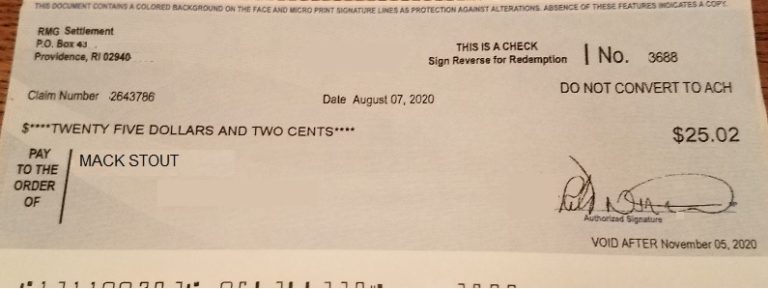 THIS DOCUMENT CONTAINS A COLORED BACKGROUND ON THE FACE AND MICRO PRINT SIGNATURE LINES AS PROTECTION AGAINST ALTERATIONS. ABSENCE OF THESE FEATURES INDICATES A COPY.
RMG Settlement
P.O. Box 43
Providence, RI 02940
THIS IS A CHECK
Sign Reverse for Redemption
No. 3688
DO NOT CONVERT TO ACH
Claim Number 2643786
Date August 07, 2020
$****TWENTY FIVE DOLLARS AND TWO CENTS****
$25.02
PAY
TO THE
ORDER
OF
MACK STOUT
Authorized Signature
VOID AFTER November 05, 2020